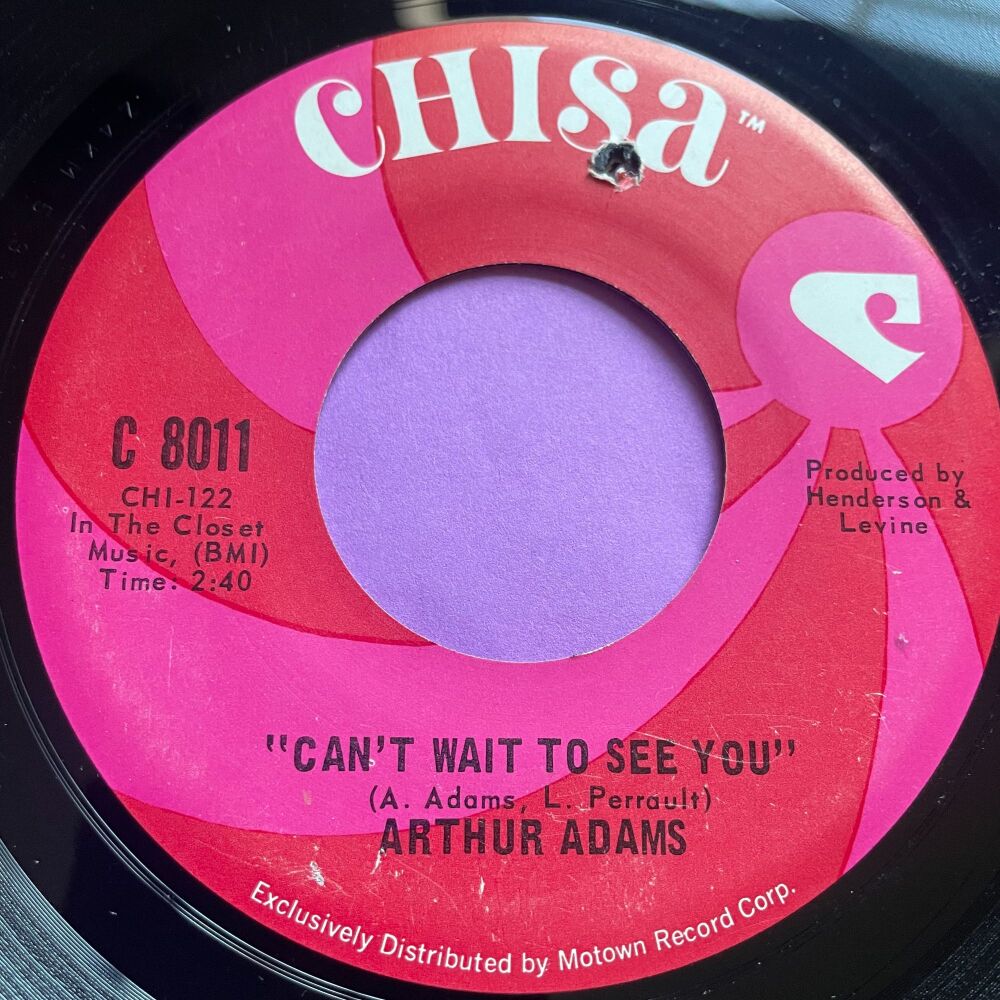 CHISA™
C 8011
CHI-122
In The Closet
Music, (BMI)
Time: 2:40
Produced by
Henderson &
Levine
"CAN'T WAIT TO SEE YOU"
(A. Adams, L. Perrault)
ARTHUR ADAMS
Exclusively Distributed by Motown Record Corp.